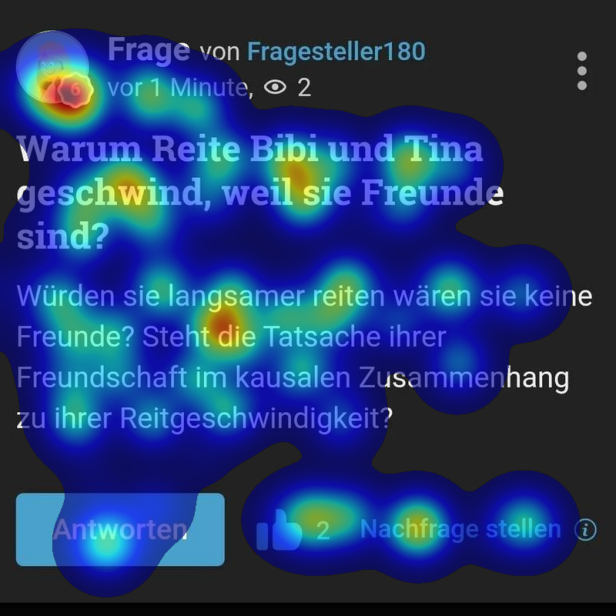 Frage von Fragesteller180
vor 1 Minute, 2
Warum Reite Bibi und Tina
geschwind, weil sie Freunde
sind?
Würden sie langsamer reiten wären sie keine
Freunde? Steht die Tatsache ihrer
Freundschaft im kausalen Zusammenhang
zu ihrer Reitgeschwindigkeit?
Antworten 2 Nachfrage stellen